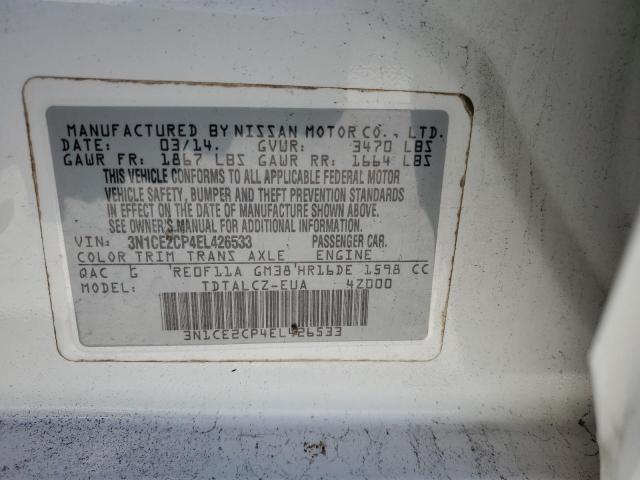 MANUFACTURED BY NISSAN MOTOR CO., LTD.
DATE: 03/14. GVWR: 3470 LBS
GAWR FR: 1867 LBS GAWR RR: 1664 LBS
THIS VEHICLE CONFORMS TO ALL APPLICABLE FEDERAL MOTOR
VEHICLE SAFETY, BUMPER AND THEFT PREVENTION STANDARDS
IN EFFECT ON THE DATE OF MANUFACTURE SHOWN ABOVE.
SEE OWNER'S MANUAL FOR ADDITIONAL INFORMATION.
VIN: 3N1CE2CP4EL426533 PASSENGER CAR.
COLOR TRIM TRANS AXLE ENGINE
QAC G RE0F11A GM38 HR16DE 1598 CC
MODEL: TDTALCZ-EUA 4Z000
3N1CE2CP4EL426533